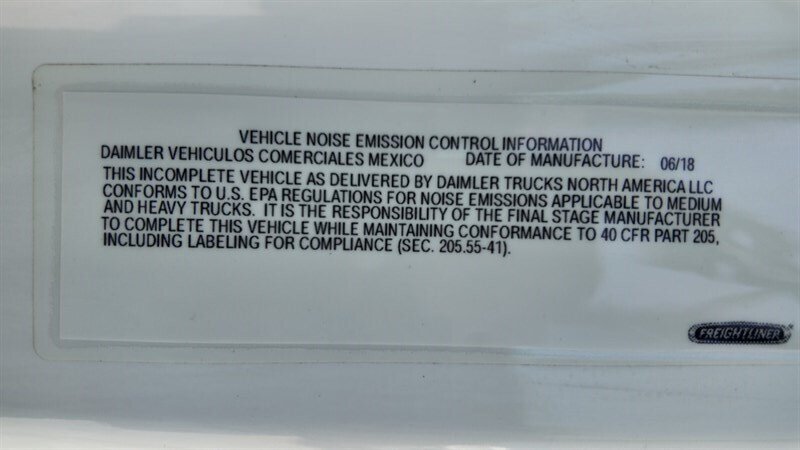 VEHICLE NOISE EMISSION CONTROL INFORMATION
DAIMLER VEHICULOS COMERCIALES MEXICO DATE OF MANUFACTURE: 06/18
THIS INCOMPLETE VEHICLE AS DELIVERED BY DAIMLER TRUCKS NORTH AMERICA LLC
CONFORMS TO U.S. EPA REGULATIONS FOR NOISE EMISSIONS APPLICABLE TO MEDIUM
AND HEAVY TRUCKS. IT IS THE RESPONSIBILITY OF THE FINAL STAGE MANUFACTURER
TO COMPLETE THIS VEHICLE WHILE MAINTAINING CONFORMANCE TO 40 CFR PART 205,
INCLUDING LABELING FOR COMPLIANCE (SEC. 205.55-41).
FREIGHTLINER